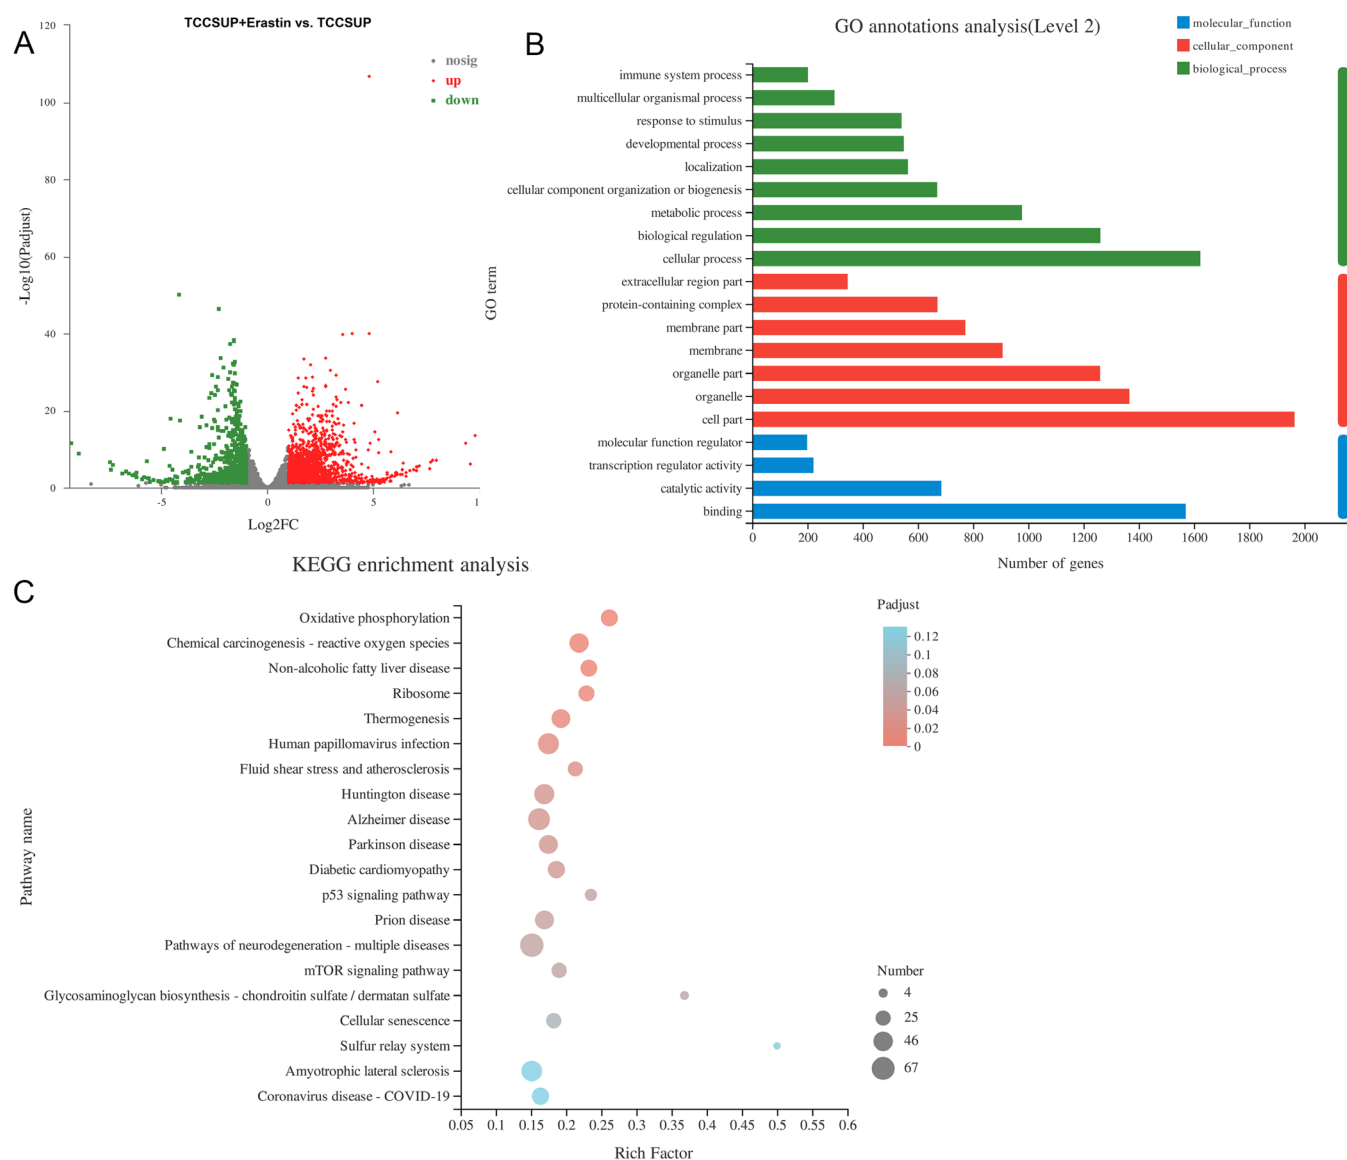 A
TCCSUP+Erastin vs. TCCSUP
nosig
up
down
-Log10(Padjust)
120
100
80
60
40
20
0
-5
0
5
1
Log2FC
B
GO annotations analysis(Level 2)
molecular_function
cellular_component
biological_process
GO term
immune system process
multicellular organismal process
response to stimulus
developmental process
localization
cellular component organization or biogenesis
metabolic process
biological regulation
cellular process
extracellular region part
protein-containing complex
membrane part
membrane
organelle part
organelle
cell part
molecular function regulator
transcription regulator activity
catalytic activity
binding
0 200 400 600 800 1000 1200 1400 1600 1800 2000
Number of genes
C
KEGG enrichment analysis
Pathway name
Oxidative phosphorylation
Chemical carcinogenesis - reactive oxygen species
Non-alcoholic fatty liver disease
Ribosome
Thermogenesis
Human papillomavirus infection
Fluid shear stress and atherosclerosis
Huntington disease
Alzheimer disease
Parkinson disease
Diabetic cardiomyopathy
p53 signaling pathway
Prion disease
Pathways of neurodegeneration - multiple diseases
mTOR signaling pathway
Glycosaminoglycan biosynthesis - chondroitin sulfate / dermatan sulfate
Cellular senescence
Sulfur relay system
Amyotrophic lateral sclerosis
Coronavirus disease - COVID-19
0.05 0.1 0.15 0.2 0.25 0.3 0.35 0.4 0.45 0.5 0.55 0.6
Rich Factor
Padjust
0.12
0.1
0.08
0.06
0.04
0.02
0
Number
4
25
46
67